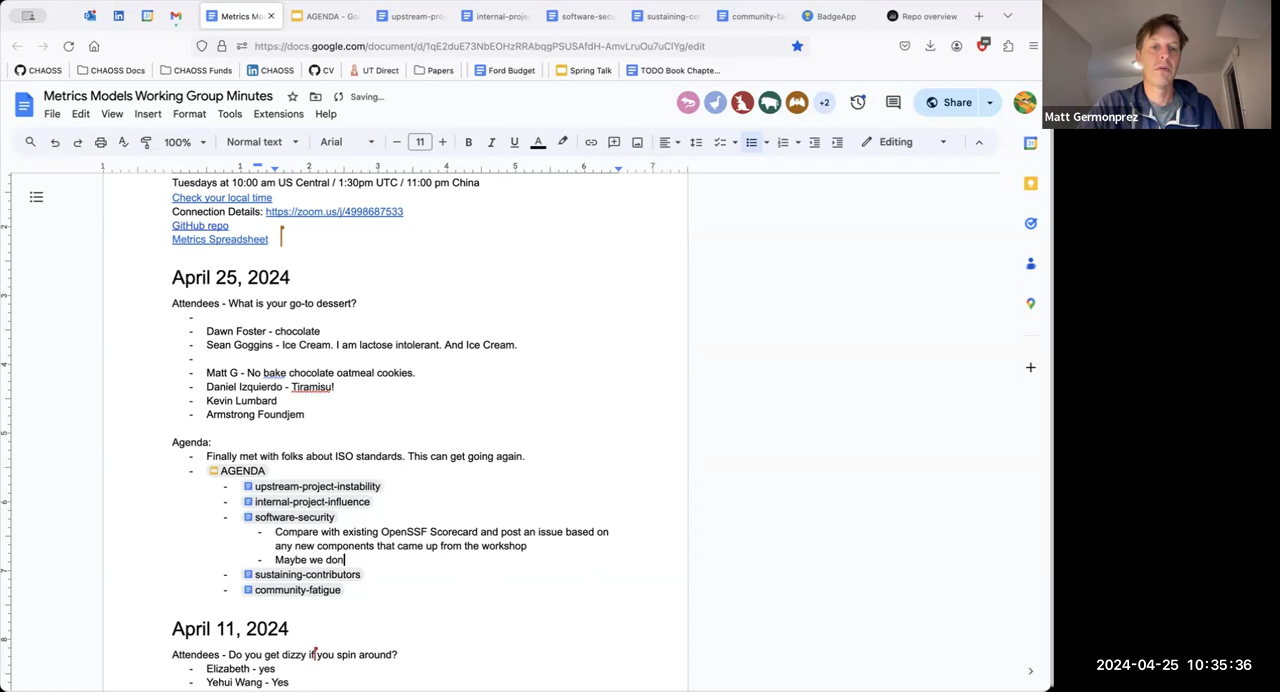 Metrics Mo
AGENDA - Go
upstream-pro
internal-proje
software-secu
sustaining-co
community-fa
BadgeApp
Repo overview
https://docs.google.com/document/d/1qE2duE73NbEOHzRRAbqgPSUSAfdH-AmvLruOu7uClYg/edit
CHAOSS
CHAOSS Docs
CHAOSS Funds
CHAOSS
CV
UT Direct
Papers
Ford Budget
Spring Talk
TODO Book Chapte...
Metrics Models Working Group Minutes
Saving...
File Edit View Insert Format Tools Extensions Help
+2
Share
100%
Normal text
Arial
11
Editing
Matt Germonprez
Tuesdays at 10:00 am US Central / 1:30pm UTC / 11:00 pm China
Check your local time
Connection Details: https://zoom.us/j/4998687533
GitHub repo
Metrics Spreadsheet
April 25, 2024
Attendees - What is your go-to dessert?
-
- Dawn Foster - chocolate
- Sean Goggins - Ice Cream. I am lactose intolerant. And Ice Cream.
-
- Matt G - No bake chocolate oatmeal cookies.
- Daniel Izquierdo - Tiramisu!
- Kevin Lumbard
- Armstrong Foundjem
Agenda:
- Finally met with folks about ISO standards. This can get going again.
- AGENDA
- upstream-project-instability
- internal-project-influence
- software-security
- Compare with existing OpenSSF Scorecard and post an issue based on
any new components that came up from the workshop
- Maybe we don
- sustaining-contributors
- community-fatigue
April 11, 2024
Attendees - Do you get dizzy if you spin around?
- Elizabeth - yes
- Yehui Wang - Yes
2024-04-25 10:35:36